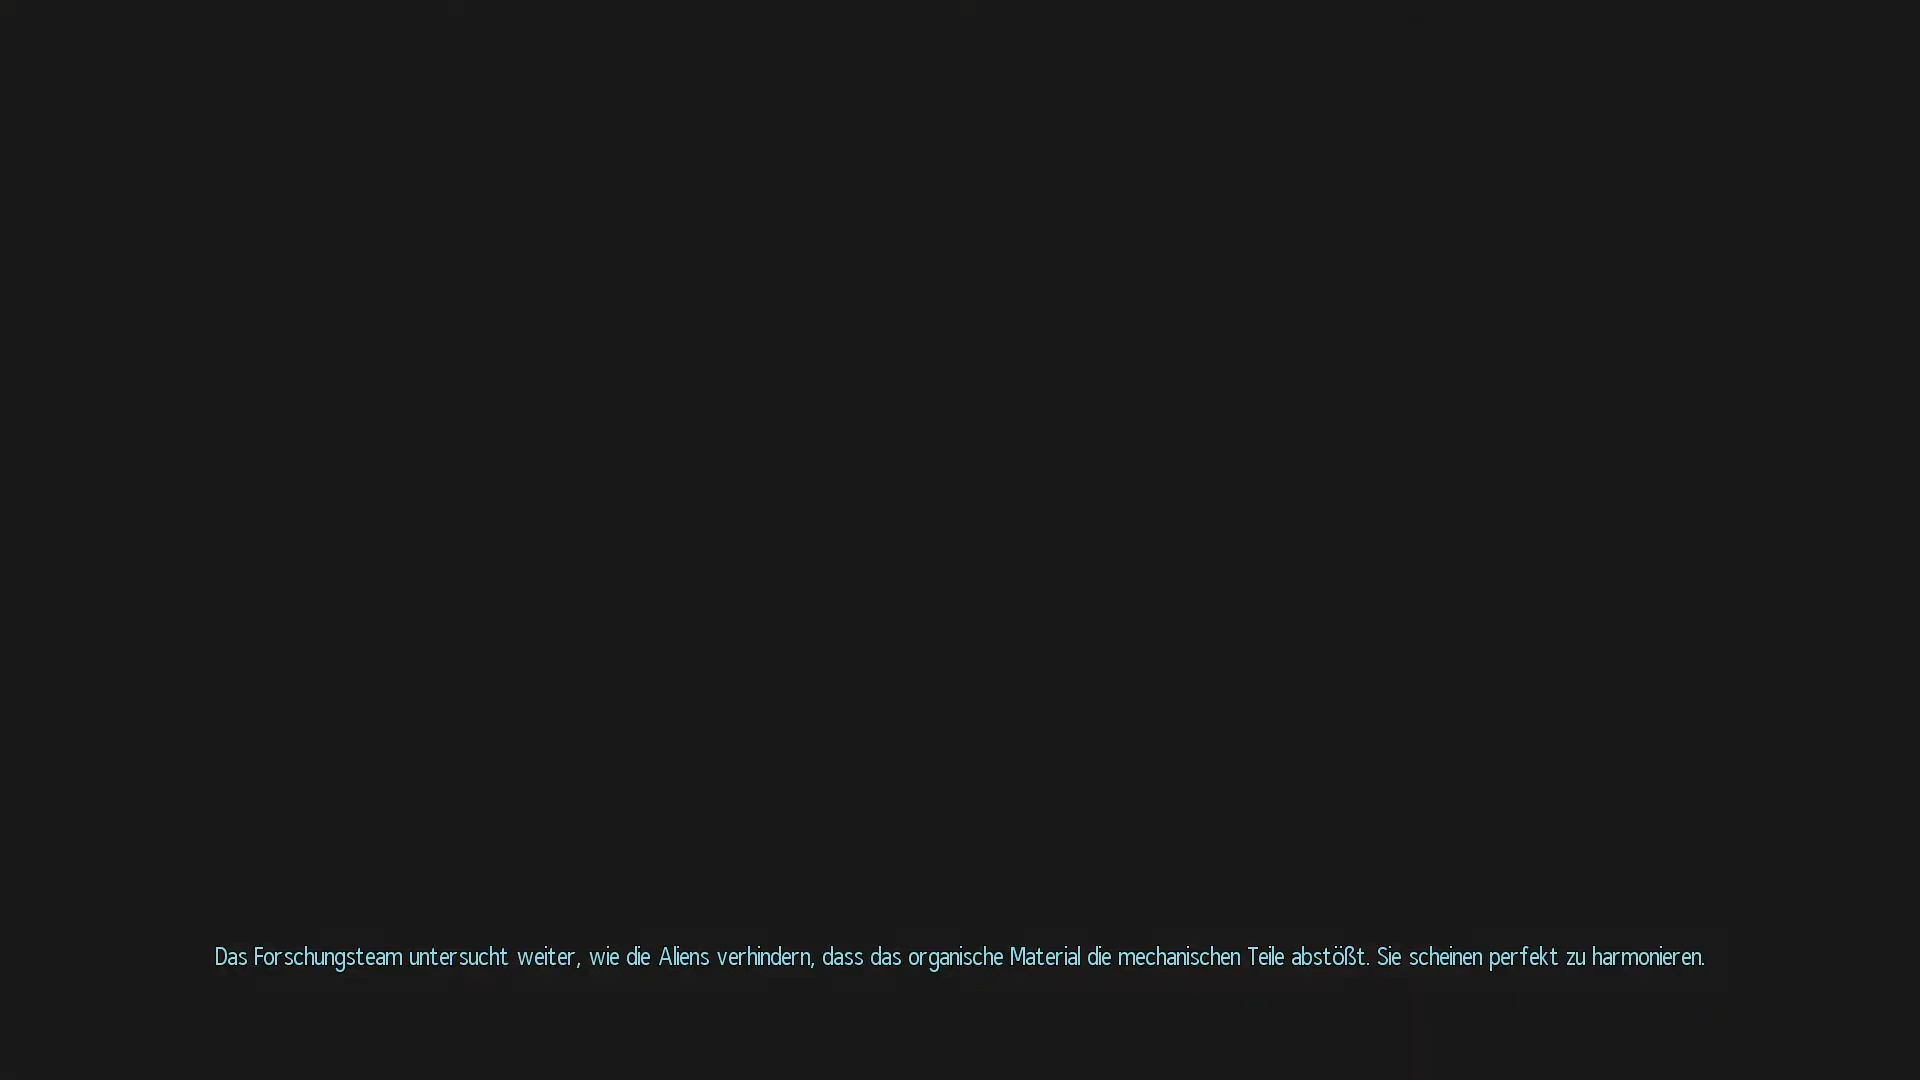 Das Forschungsteam untersucht weiter, wie die Aliens verhindern, dass das organische Material die mechanischen Teile abstößt. Sie scheinen perfekt zu harmonieren.